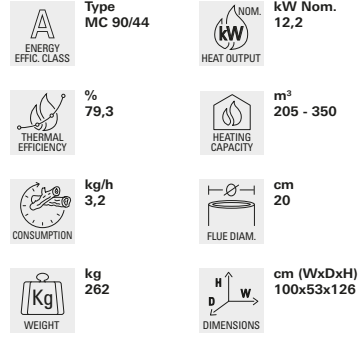 A
ENERGY
EFFIC. CLASS
Type
MC 90/44
NOM.
kW
HEAT OUTPUT
kW Nom.
12,2
THERMAL
EFFICIENCY
%
79,3
HEATING
CAPACITY
m³
205 - 350
CONSUMPTION
kg/h
3,2
Ø
FLUE DIAM.
cm
20
Kg
WEIGHT
kg
262
H
W
D
DIMENSIONS
cm (WxDxH)
100x53x126